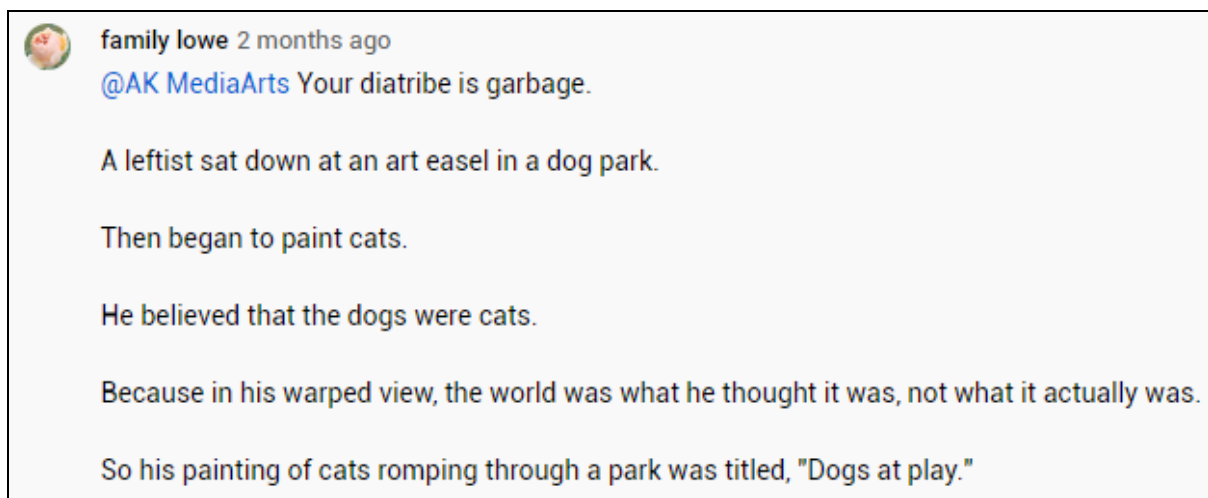 family lowe 2 months ago
@AK MediaArts Your diatribe is garbage.
A leftist sat down at an art easel in a dog park.
Then began to paint cats.
He believed that the dogs were cats.
Because in his warped view, the world was what he thought it was, not what it actually was.
So his painting of cats romping through a park was titled, "Dogs at play."